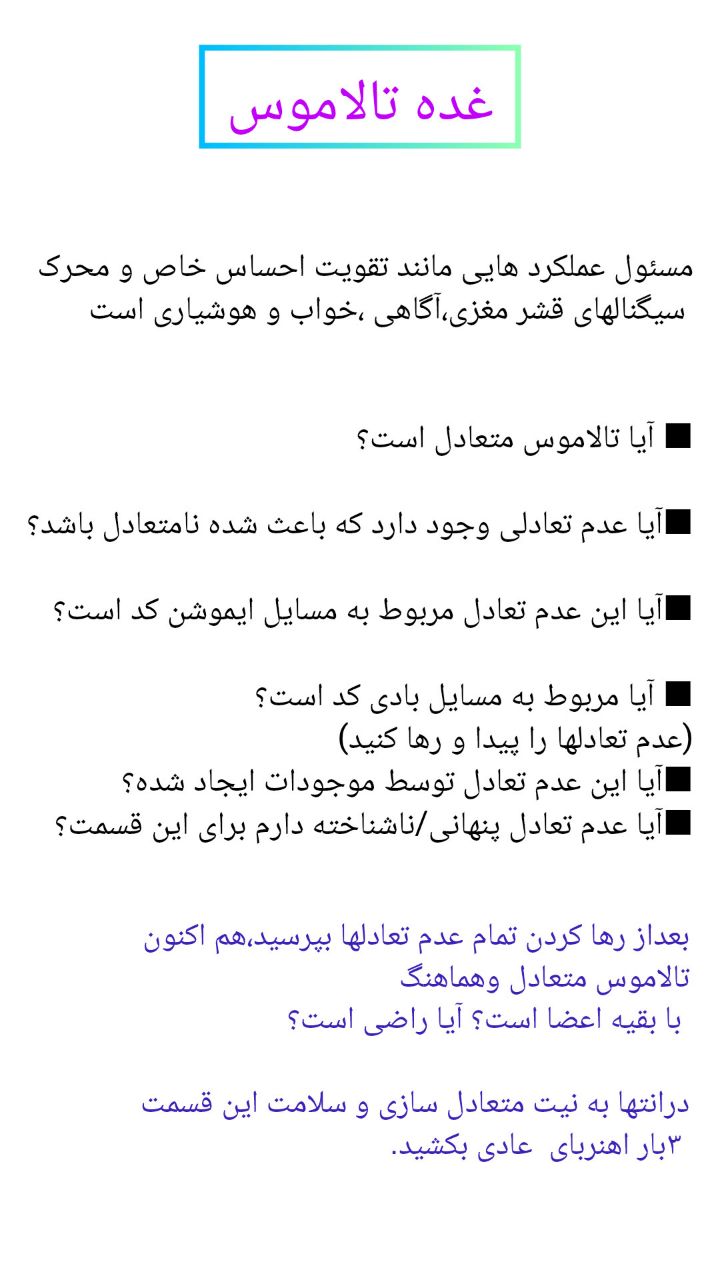 غده تالاموس
مسئول عملکرد هایی مانند تقویت احساس خاص و محرک
سیگنالهای قشر مغزی،آگاهی ،خواب و هوشیاری است
■ آیا تالاموس متعادل است؟
■آیا عدم تعادلی وجود دارد که باعث شده نامتعادل باشد؟
■آیا این عدم تعادل مربوط به مسایل ایموشن کد است؟
■ آیا مربوط به مسایل بادی کد است؟
(عدم تعادلها را پیدا و رها کنید)
■آیا این عدم تعادل توسط موجودات ایجاد شده؟
■آیا عدم تعادل پنهانی/ناشناخته دارم برای این قسمت؟
بعداز رها کردن تمام عدم تعادلها بپرسید،هم اکنون
تالاموس متعادل وهماهنگ
با بقیه اعضا است؟ آیا راضی است؟
درانتها به نیت متعادل سازی و سلامت این قسمت
۳بار اهنربای  عادی بکشید.